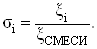 σᵢ = ξᵢ / ξСМЕСИ.